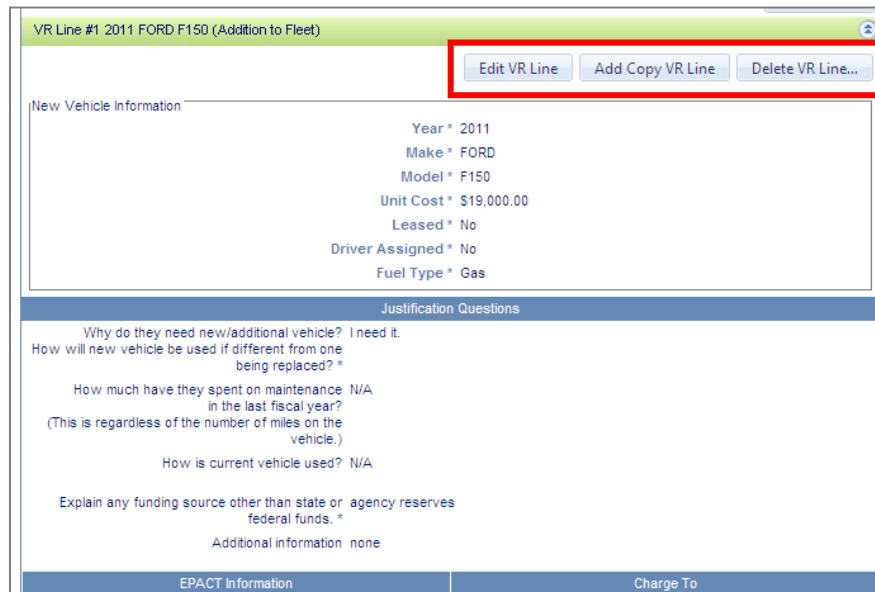 VR Line #1 2011 FORD F150 (Addition to Fleet)
Edit VR Line Add Copy VR Line Delete VR Line...
New Vehicle Information
Year * 2011
Make * FORD
Model * F150
Unit Cost * $19,000.00
Leased * No
Driver Assigned * No
Fuel Type * Gas
Justification Questions
Why do they need new/additional vehicle? I need it.
How will new vehicle be used if different from one
being replaced? *
How much have they spent on maintenance N/A
in the last fiscal year?
(This is regardless of the number of miles on the
vehicle.)
How is current vehicle used? N/A
Explain any funding source other than state or agency reserves
federal funds. *
Additional information none
EPACT Information Charge To